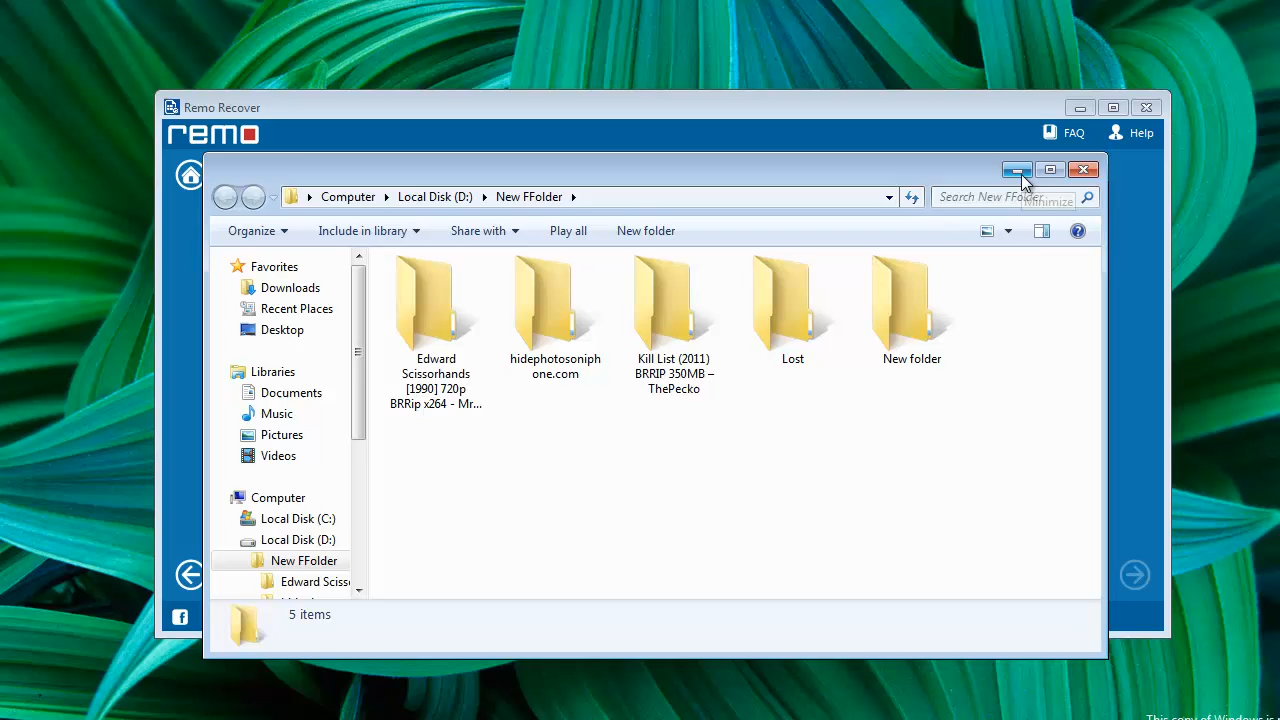 Remo Recover
remo
FAQ
Help
Computer
Local Disk (D:)
New FFolder
Search New FFolder
Minimize
Organize
Include in library
Share with
Play all
New folder
Favorites
Downloads
Recent Places
Desktop
Libraries
Documents
Music
Pictures
Videos
Computer
Local Disk (C:)
Local Disk (D:)
New FFolder
Edward Sciss
Edward
Scissorhands
[1990] 720p
BRRip x264 - Mr...
hidephotosoniph
one.com
Kill List (2011)
BRRIP 350MB –
ThePecko
Lost
New folder
5 items
This copy of Windows is